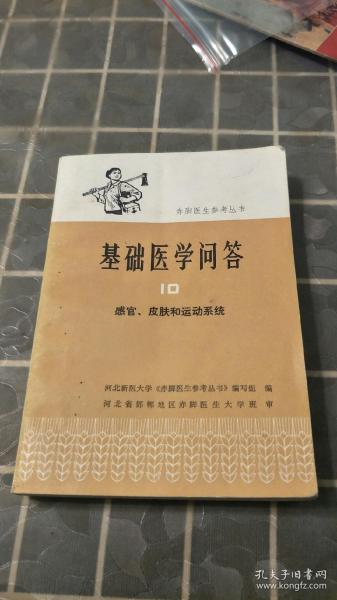 赤脚医生参考丛书
基础医学问答
10
感官、皮肤和运动系统
河北新医大学《赤脚医生参考丛书》编写组 编
河北省邯郸地区赤脚医生大学班 审
孔夫子旧书网
www.kongfz.com